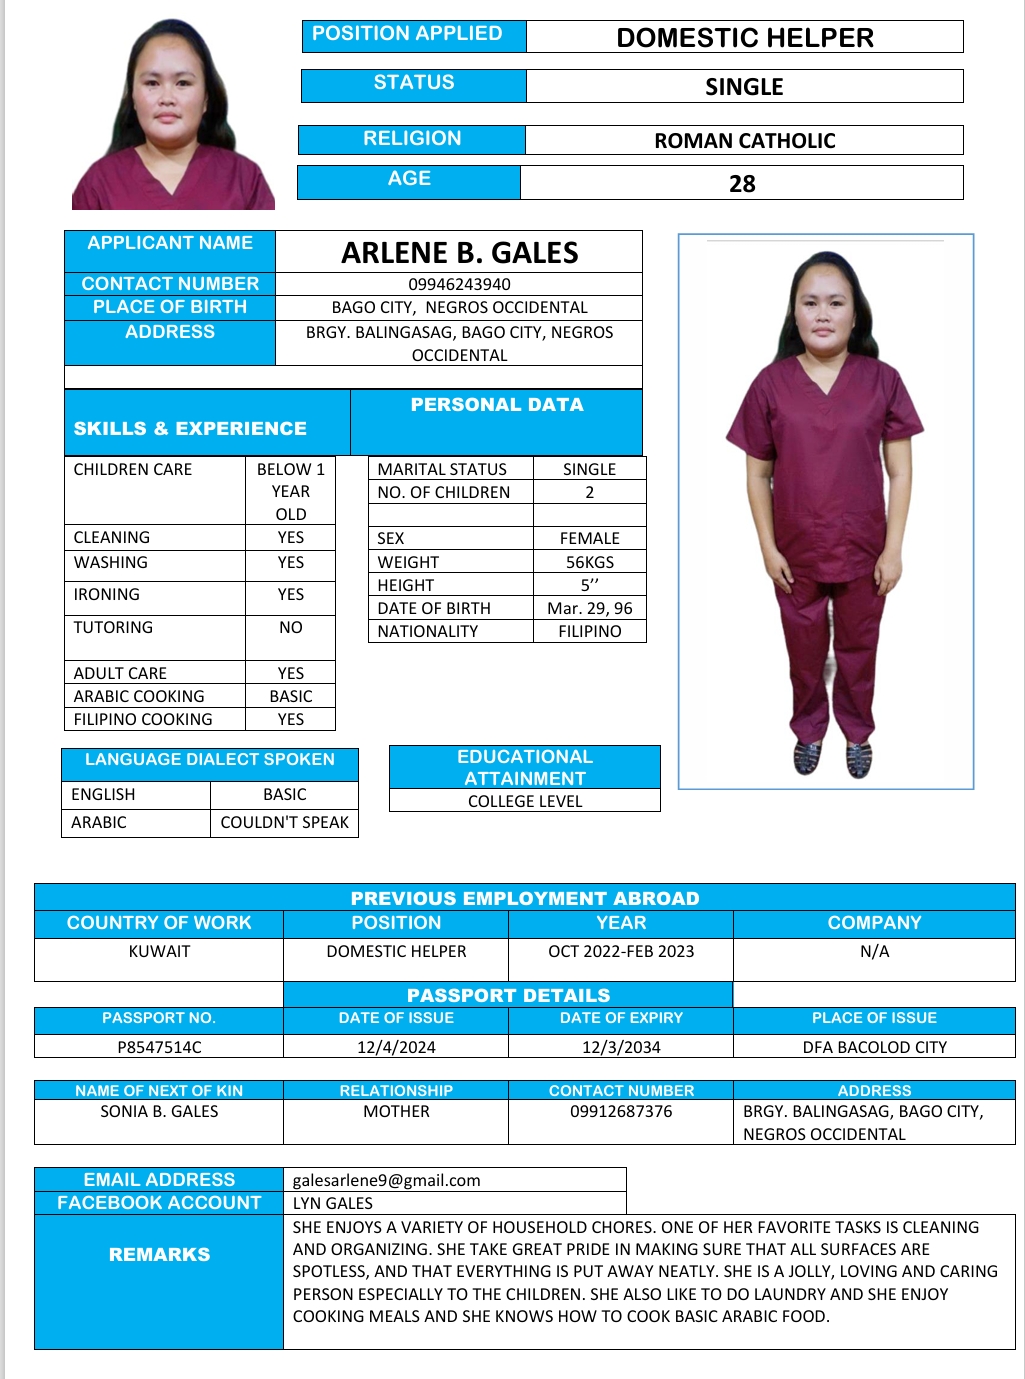 POSITION APPLIED DOMESTIC HELPER
STATUS SINGLE
RELIGION ROMAN CATHOLIC
AGE 28
APPLICANT NAME ARLENE B. GALES
CONTACT NUMBER 09946243940
PLACE OF BIRTH BAGO CITY, NEGROS OCCIDENTAL
ADDRESS BRGY. BALINGASAG, BAGO CITY, NEGROS
OCCIDENTAL
SKILLS & EXPERIENCE
CHILDREN CARE BELOW 1
YEAR
OLD
CLEANING YES
WASHING YES
IRONING YES
TUTORING NO
ADULT CARE YES
ARABIC COOKING BASIC
FILIPINO COOKING YES
PERSONAL DATA
MARITAL STATUS SINGLE
NO. OF CHILDREN 2
SEX FEMALE
WEIGHT 56KGS
HEIGHT 5’’
DATE OF BIRTH Mar. 29, 96
NATIONALITY FILIPINO
LANGUAGE DIALECT SPOKEN
ENGLISH BASIC
ARABIC COULDN'T SPEAK
EDUCATIONAL
ATTAINMENT
COLLEGE LEVEL
PREVIOUS EMPLOYMENT ABROAD
COUNTRY OF WORK POSITION YEAR COMPANY
KUWAIT DOMESTIC HELPER OCT 2022-FEB 2023 N/A
PASSPORT DETAILS
PASSPORT NO. DATE OF ISSUE DATE OF EXPIRY PLACE OF ISSUE
P8547514C 12/4/2024 12/3/2034 DFA BACOLOD CITY
NAME OF NEXT OF KIN RELATIONSHIP CONTACT NUMBER ADDRESS
SONIA B. GALES MOTHER 09912687376 BRGY. BALINGASAG, BAGO CITY,
NEGROS OCCIDENTAL
EMAIL ADDRESS galesarlene9@gmail.com
FACEBOOK ACCOUNT LYN GALES
REMARKS
SHE ENJOYS A VARIETY OF HOUSEHOLD CHORES. ONE OF HER FAVORITE TASKS IS CLEANING
AND ORGANIZING. SHE TAKE GREAT PRIDE IN MAKING SURE THAT ALL SURFACES ARE
SPOTLESS, AND THAT EVERYTHING IS PUT AWAY NEATLY. SHE IS A JOLLY, LOVING AND CARING
PERSON ESPECIALLY TO THE CHILDREN. SHE ALSO LIKE TO DO LAUNDRY AND SHE ENJOY
COOKING MEALS AND SHE KNOWS HOW TO COOK BASIC ARABIC FOOD.